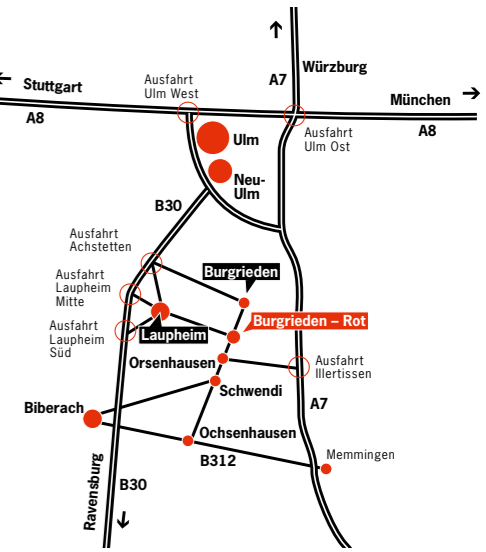 Würzburg
A7
Stuttgart
Ausfahrt
Ulm West
München
A8
Ausfahrt
Ulm Ost
A8
Ulm
Neu-
Ulm
B30
Ausfahrt
Achstetten
Burgrieden
Ausfahrt
Laupheim
Mitte
Burgrieden – Rot
Ausfahrt
Laupheim
Süd
Laupheim
Orsenhausen
Ausfahrt
Illertissen
Schwendi
Biberach
A7
Ochsenhausen
Memmingen
B312
Ravensburg
B30